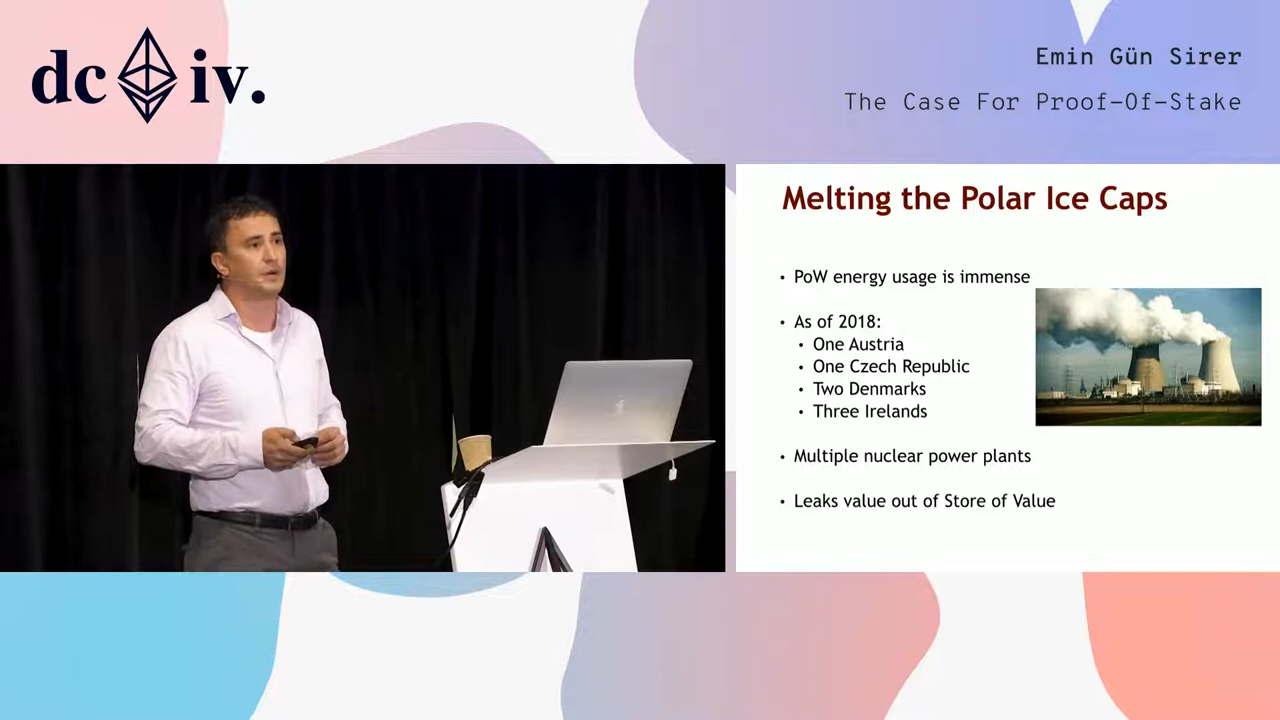 dc iv.
Emin Gün Sirer
The Case For Proof-Of-Stake
Melting the Polar Ice Caps
• PoW energy usage is immense
• As of 2018:
• One Austria
• One Czech Republic
• Two Denmarks
• Three Irelands
• Multiple nuclear power plants
• Leaks value out of Store of Value